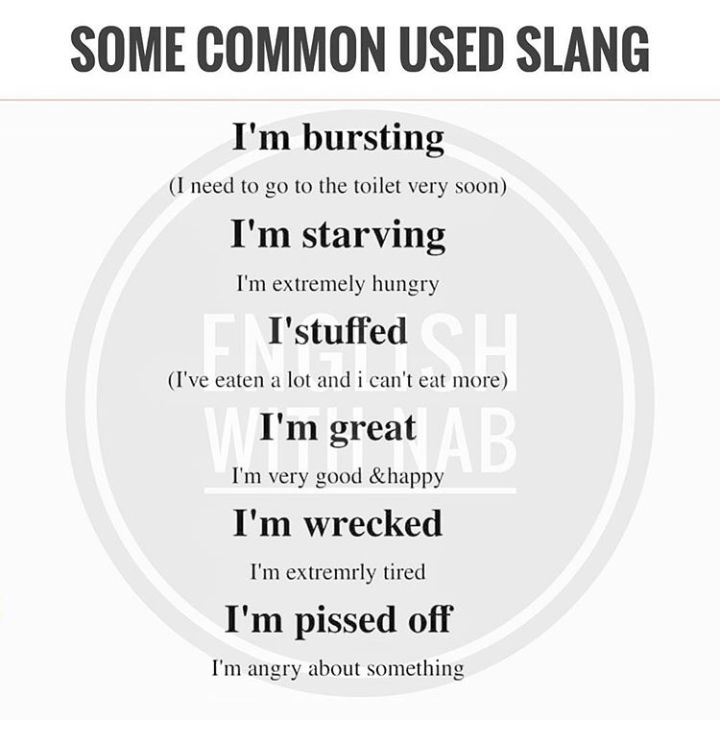 SOME COMMON USED SLANG
I'm bursting
(I need to go to the toilet very soon)
I'm starving
I'm extremely hungry
I'stuffed
(I've eaten a lot and i can't eat more)
I'm great
I'm very good &happy
I'm wrecked
I'm extremrly tired
I'm pissed off
I'm angry about something
ENGLISH
WITH NAB